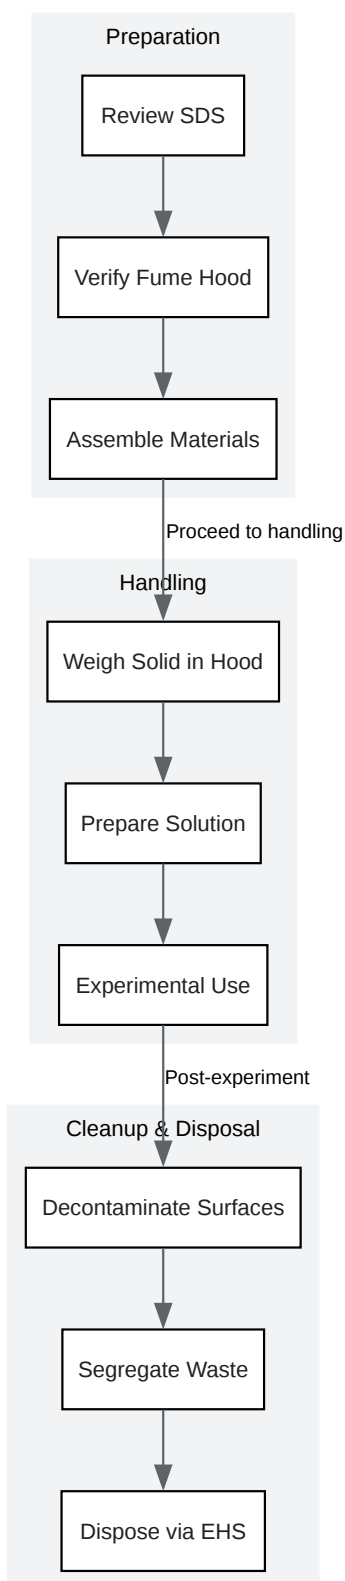 Preparation
Review SDS
Verify Fume Hood
Assemble Materials
Proceed to handling
Handling
Weigh Solid in Hood
Prepare Solution
Experimental Use
Post-experiment
Cleanup & Disposal
Decontaminate Surfaces
Segregate Waste
Dispose via EHS